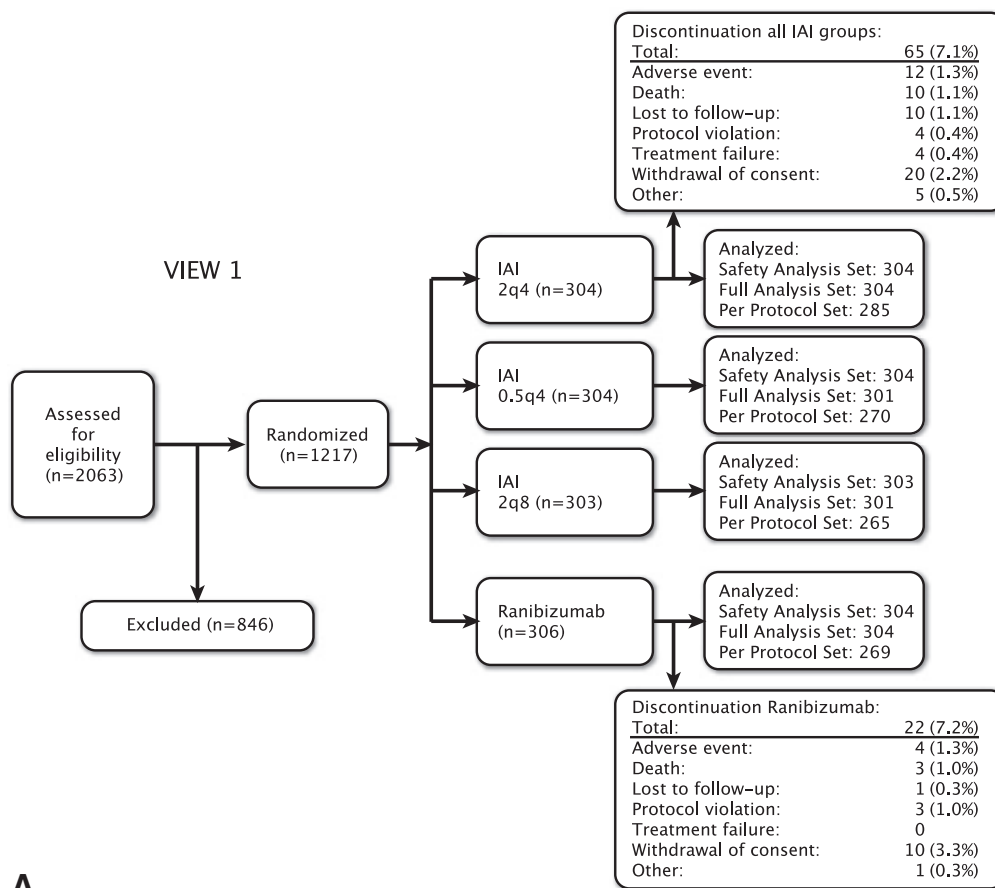 Discontinuation all IAI groups:
Total: 65 (7.1%)
Adverse event: 12 (1.3%)
Death: 10 (1.1%)
Lost to follow-up: 10 (1.1%)
Protocol violation: 4 (0.4%)
Treatment failure: 4 (0.4%)
Withdrawal of consent: 20 (2.2%)
Other: 5 (0.5%)
VIEW 1
IAI
2q4 (n=304)
Analyzed:
Safety Analysis Set: 304
Full Analysis Set: 304
Per Protocol Set: 285
IAI
0.5q4 (n=304)
Analyzed:
Safety Analysis Set: 304
Full Analysis Set: 301
Per Protocol Set: 270
Assessed
for
eligibility
(n=2063)
Randomized
(n=1217)
IAI
2q8 (n=303)
Analyzed:
Safety Analysis Set: 303
Full Analysis Set: 301
Per Protocol Set: 265
Excluded (n=846)
Ranibizumab
(n=306)
Analyzed:
Safety Analysis Set: 304
Full Analysis Set: 304
Per Protocol Set: 269
Discontinuation Ranibizumab:
Total: 22 (7.2%)
Adverse event: 4 (1.3%)
Death: 3 (1.0%)
Lost to follow-up: 1 (0.3%)
Protocol violation: 3 (1.0%)
Treatment failure: 0
Withdrawal of consent: 10 (3.3%)
Other: 1 (0.3%)
A